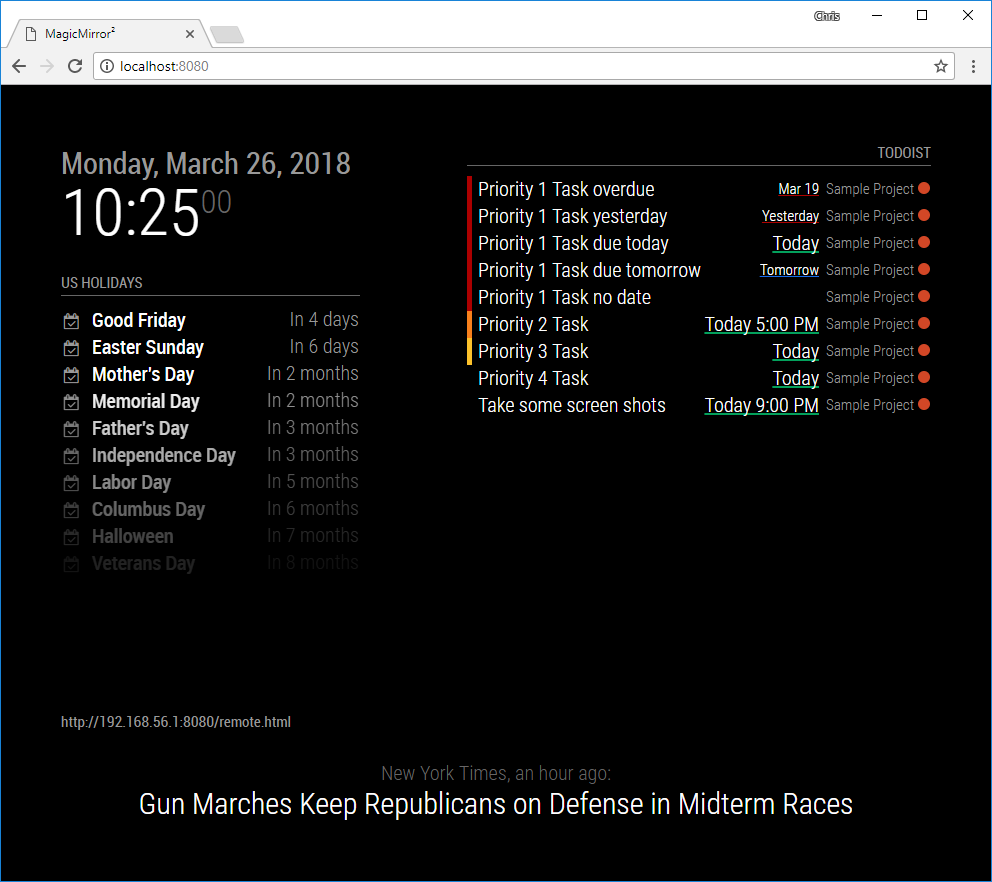 Chris
MagicMirror²
localhost:8080
Monday, March 26, 2018
10:25 00
US HOLIDAYS
Good Friday In 4 days
Easter Sunday In 6 days
Mother's Day In 2 months
Memorial Day In 2 months
Father's Day In 3 months
Independence Day In 3 months
Labor Day In 5 months
Columbus Day In 6 months
Halloween In 7 months
Veterans Day In 8 months
TODOIST
Priority 1 Task overdue Mar 19 Sample Project
Priority 1 Task yesterday Yesterday Sample Project
Priority 1 Task due today Today Sample Project
Priority 1 Task due tomorrow Tomorrow Sample Project
Priority 1 Task no date Sample Project
Priority 2 Task Today 5:00 PM Sample Project
Priority 3 Task Today Sample Project
Priority 4 Task Today Sample Project
Take some screen shots Today 9:00 PM Sample Project
http://192.168.56.1:8080/remote.html
New York Times, an hour ago:
Gun Marches Keep Republicans on Defense in Midterm Races